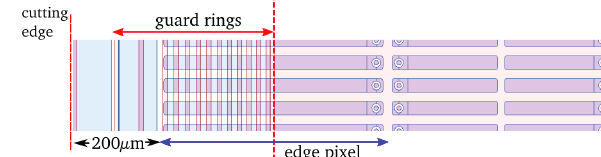 cutting
edge
guard rings
200μm
edge pixel